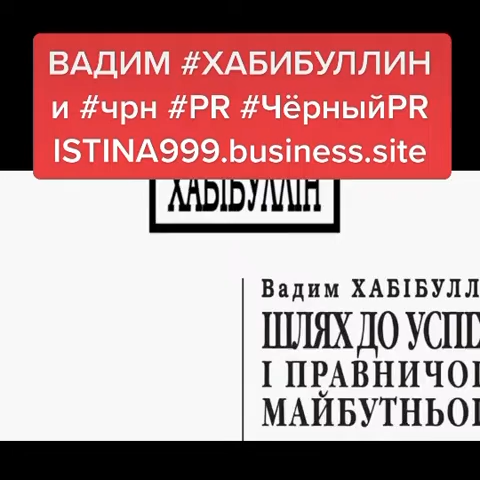 ВАДИМ #ХАБИБУЛЛИН
и #чрн #PR #ЧёрныйPR
ISTINA999.business.site
ХАБІБУЛЛІН
Вадим ХАБІБУЛЛ
ШЛЯХ ДО УСПІ
І ПРАВНИЧО
МАЙБУТНЬО